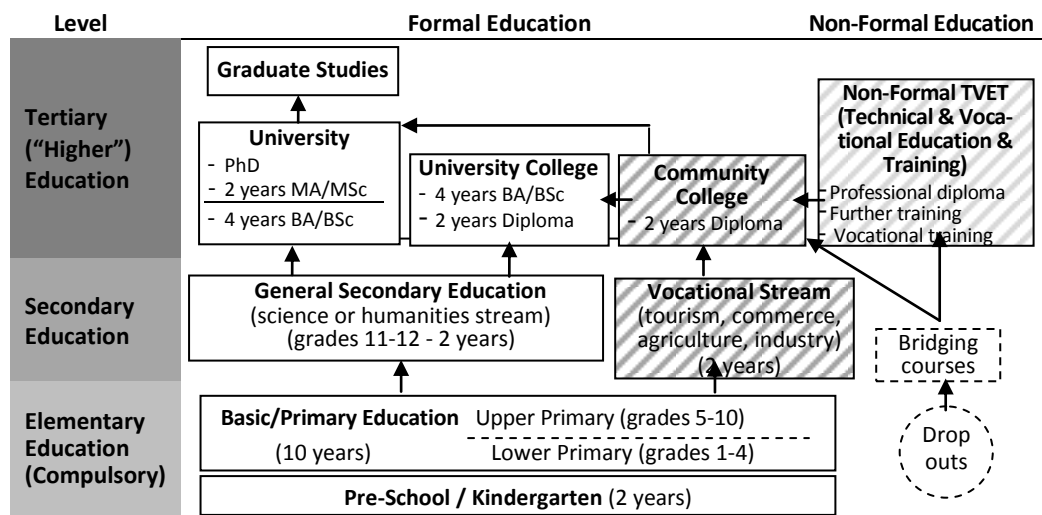 Level
Formal Education
Non-Formal Education
Tertiary
("Higher")
Education
Graduate Studies
University
- PhD
- 2 years MA/MSc
- 4 years BA/BSc
University College
- 4 years BA/BSc
- 2 years Diploma
Community
College
- 2 years Diploma
Non-Formal TVET
(Technical & Voca-
tional Education &
Training)
- Professional diploma
- Further training
- Vocational training
Secondary
Education
General Secondary Education
(science or humanities stream)
(grades 11-12 - 2 years)
Vocational Stream
(tourism, commerce,
agriculture, industry)
(2 years)
Bridging
courses
Elementary
Education
(Compulsory)
Basic/Primary Education
(10 years)
Upper Primary (grades 5-10)
Lower Primary (grades 1-4)
Drop
outs
Pre-School / Kindergarten (2 years)